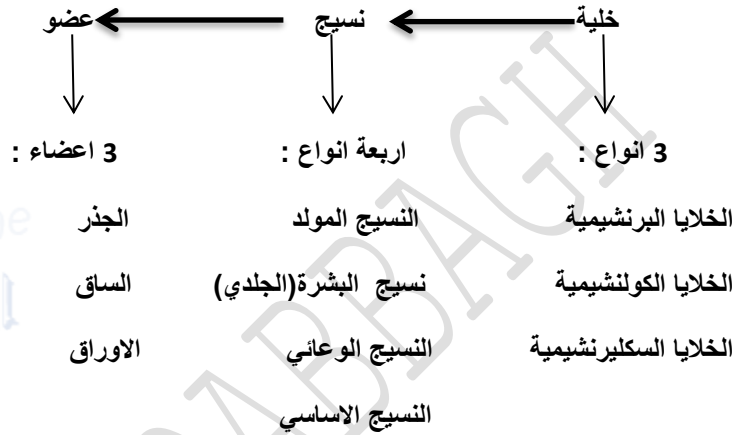 خلية نسيج عضو
3 انواع : اربعة انواع : 3 اعضاء :
الخلايا البرنشيمية النسيج المولد الجذر
الخلايا الكولنشيمية نسيج البشرة(الجلدي) الساق
الخلايا السكليرنشيمية النسيج الوعائي الاوراق
النسيج الاساسي